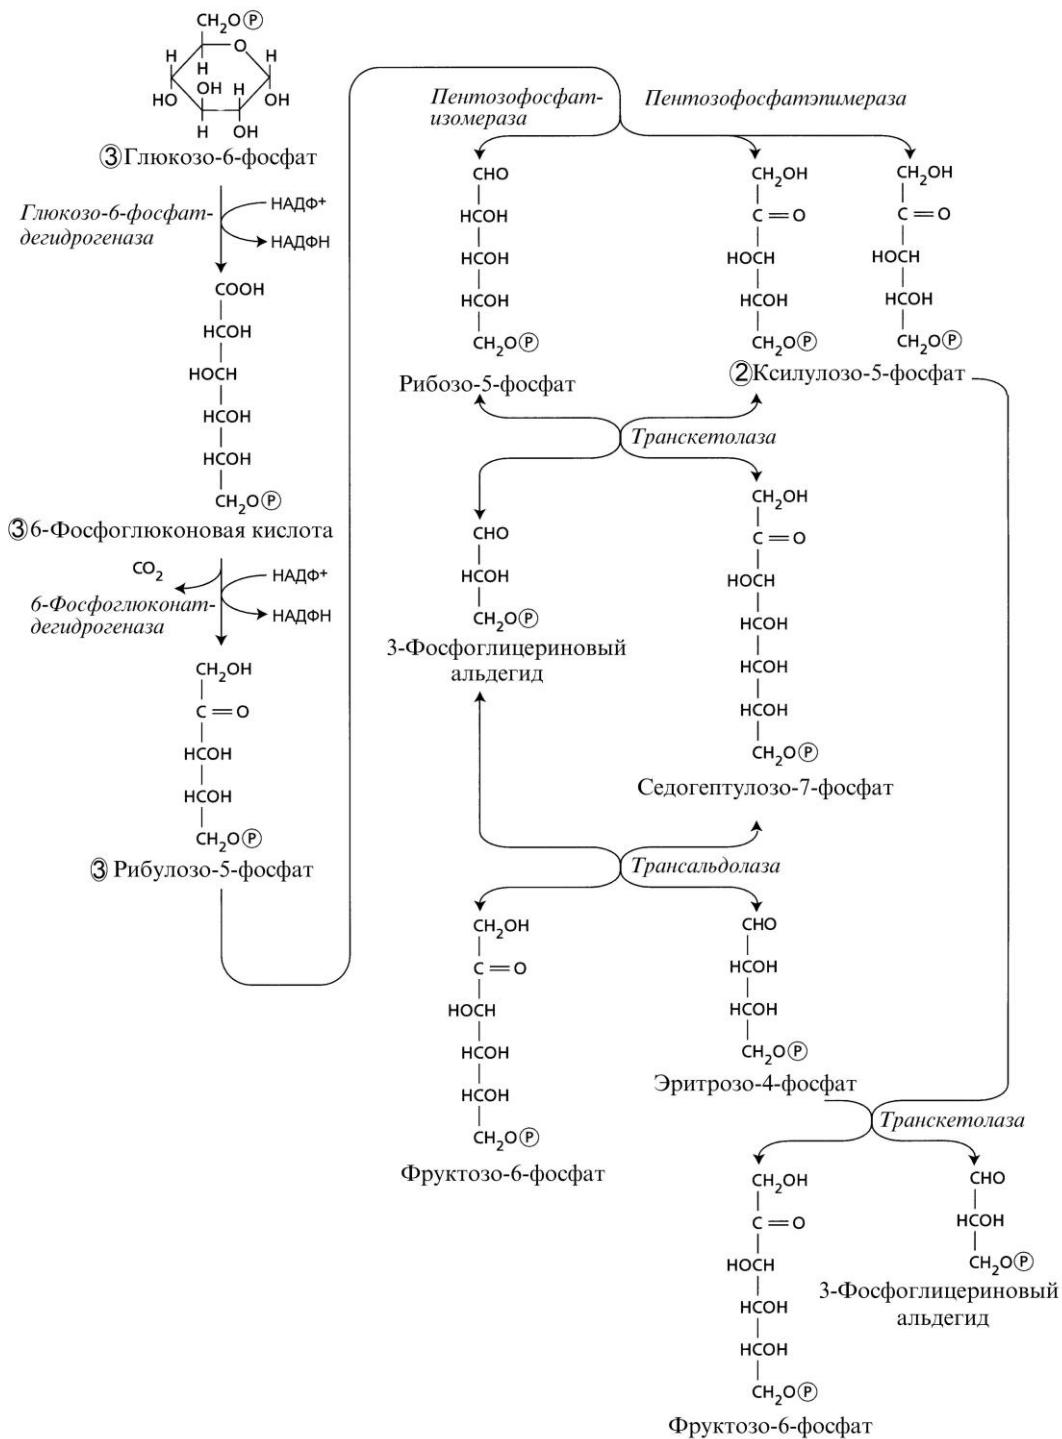 CH₂OⓅ
O
H
H
H
OH
H
HO
OH
H
OH
③Глюкозо-6-фосфат
Глюкозо-6-фосфат-
дегидрогеназа
НАДФ⁺
НАДФН
COOH
HCOH
HOCH
HCOH
HCOH
CH₂OⓅ
③6-Фосфоглюконовая кислота
CO₂
НАДФ⁺
6-Фосфоглюконат-
дегидрогеназа
НАДФН
CH₂OH
C=O
HCOH
HCOH
CH₂OⓅ
③ Рибулозо-5-фосфат
Пентозофосфат-
изомераза
Пентозофосфатэпимераза
CHO
HCOH
HCOH
HCOH
CH₂OⓅ
Рибозо-5-фосфат
CH₂OH
C=O
HOCH
HCOH
CH₂OⓅ
CH₂OH
C=O
HOCH
HCOH
CH₂OⓅ
②Ксилулозо-5-фосфат
Транскетолаза
CHO
HCOH
CH₂OⓅ
3-Фосфоглицериновый
альдегид
CH₂OH
C=O
HOCH
HCOH
HCOH
HCOH
CH₂OⓅ
Седогептулозо-7-фосфат
Трансальдолаза
CH₂OH
C=O
HOCH
HCOH
HCOH
CH₂OⓅ
Фруктозо-6-фосфат
CHO
HCOH
HCOH
CH₂OⓅ
Эритрозо-4-фосфат
Транскетолаза
CH₂OH
C=O
HOCH
HCOH
HCOH
CH₂OⓅ
Фруктозо-6-фосфат
CHO
HCOH
CH₂OⓅ
3-Фосфоглицериновый
альдегид